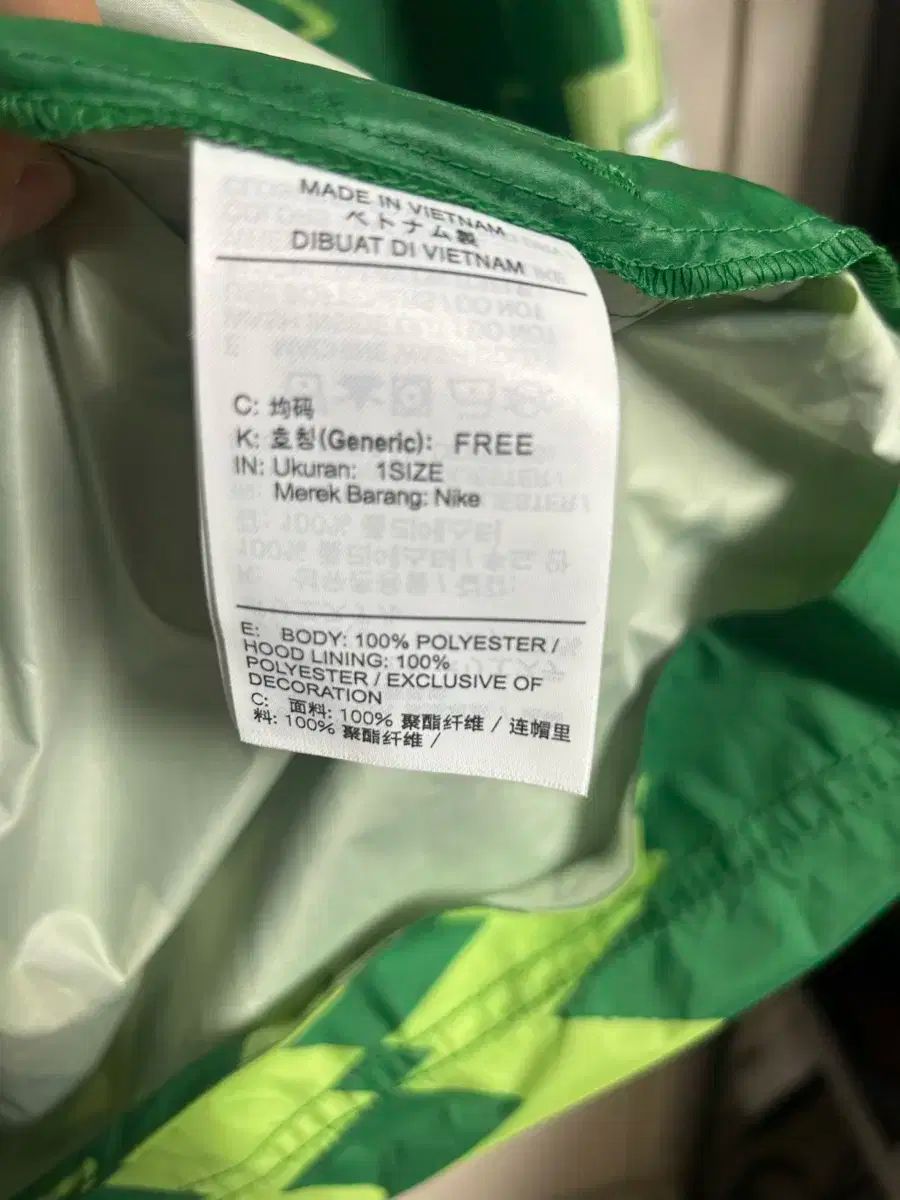 MADE IN VIETNAM
ベトナム製
DIBUAT DI VIETNAM
C: 均码
K: 호칭(Generic): FREE
IN: Ukuran: 1SIZE
Merek Barang: Nike
E: BODY: 100% POLYESTER /
HOOD LINING: 100%
POLYESTER / EXCLUSIVE OF
DECORATION
C: 面料: 100% 聚酯纤维 / 连帽里
料: 100% 聚酯纤维 /